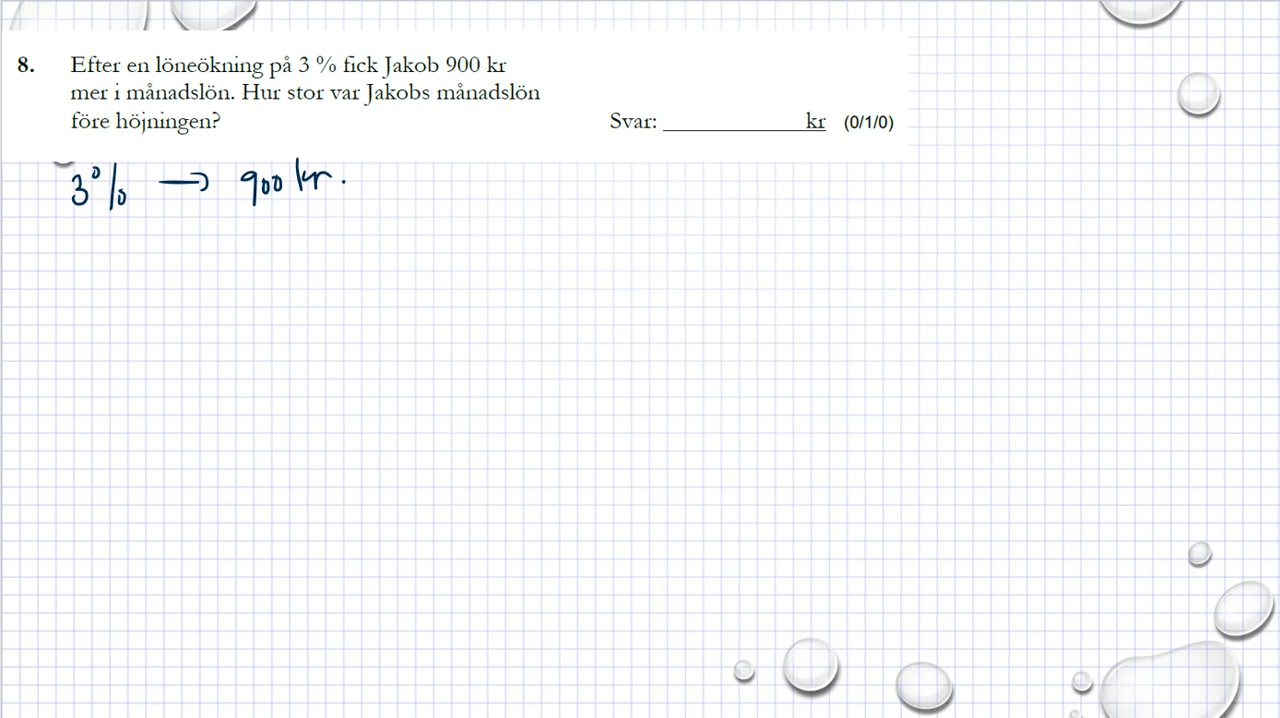 8. Efter en löneökning på 3 % fick Jakob 900 kr
mer i månadslön. Hur stor var Jakobs månadslön
före höjningen?
Svar: ____________ kr (0/1/0)
3% → 900 kr.